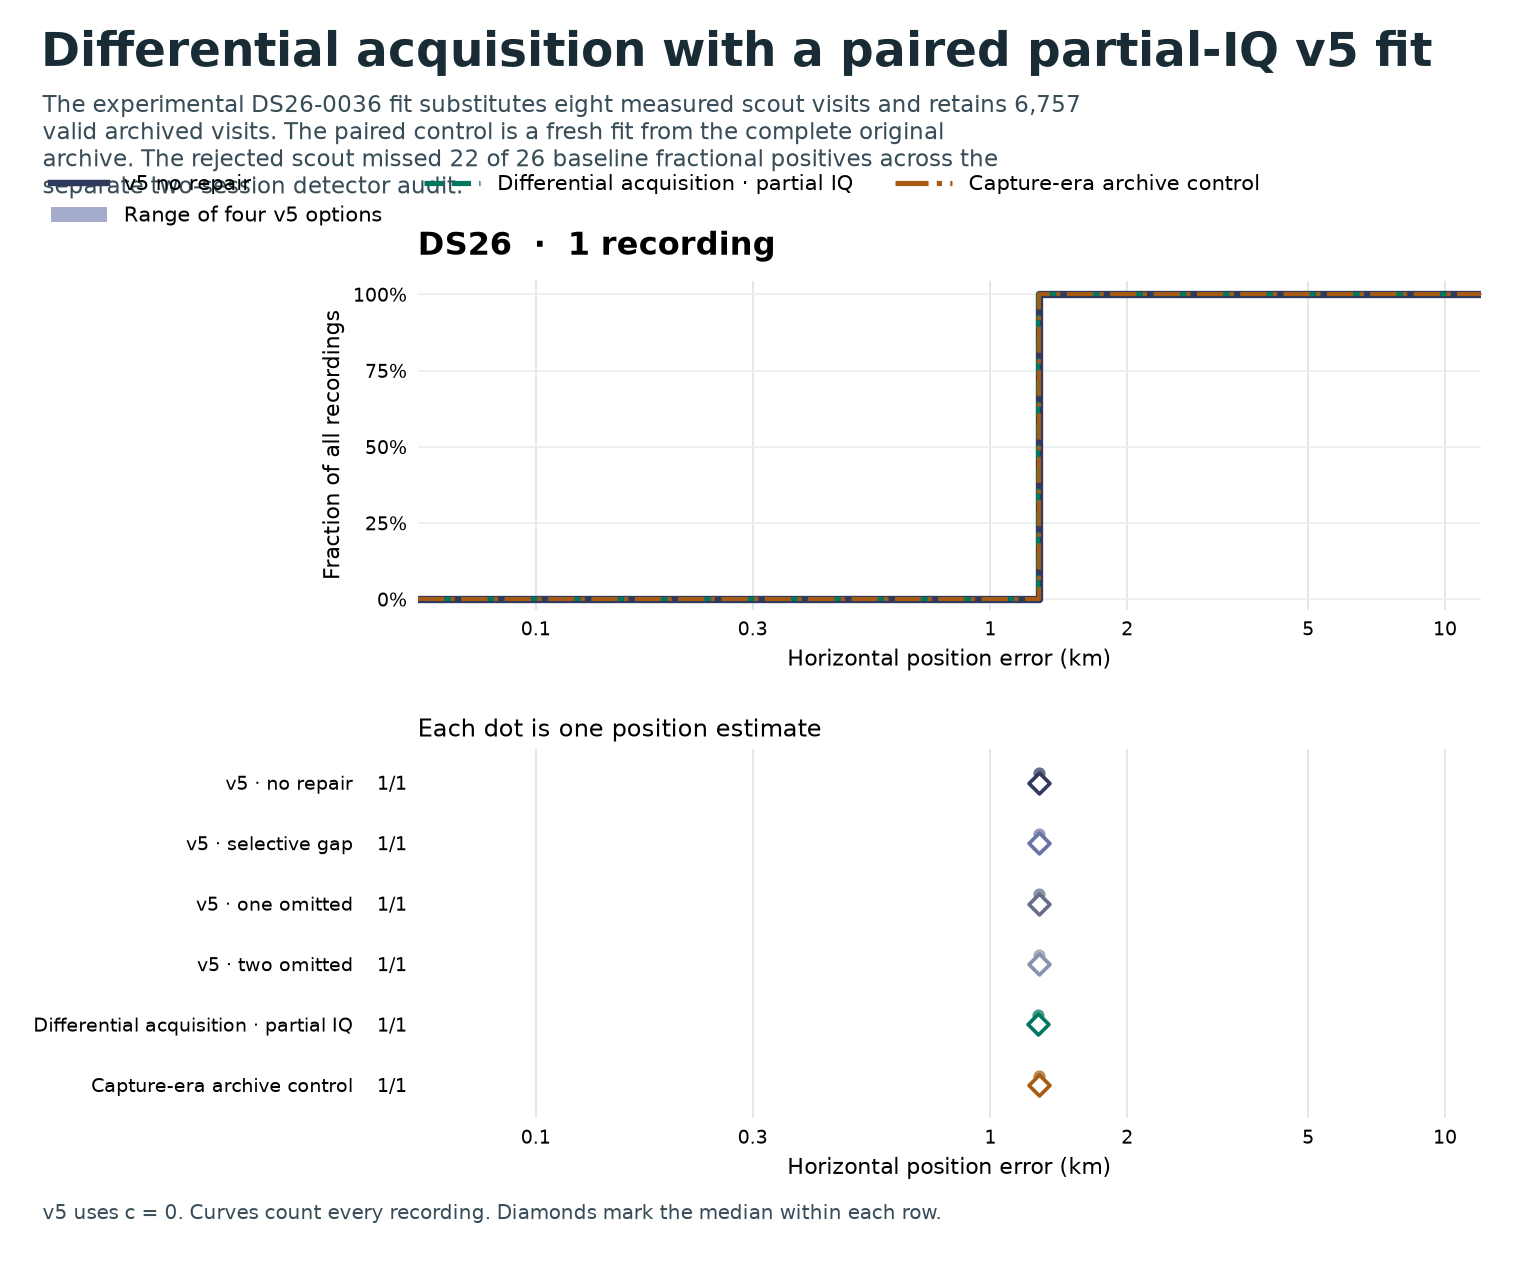 Differential acquisition with a paired partial-IQ v5 fit
The experimental DS26-0036 fit substitutes eight measured scout visits and retains 6,757
valid archived visits. The paired control is a fresh fit from the complete original
archive. The rejected scout missed 22 of 26 baseline fractional positives across the
separate two-session detector audit.
v5 no repair
Differential acquisition · partial IQ
Capture-era archive control
Range of four v5 options
DS26 · 1 recording
Fraction of all recordings
100%
75%
50%
25%
0%
0.1 0.3 1 2 5 10
Horizontal position error (km)
Each dot is one position estimate
v5 · no repair 1/1
v5 · selective gap 1/1
v5 · one omitted 1/1
v5 · two omitted 1/1
Differential acquisition · partial IQ 1/1
Capture-era archive control 1/1
0.1 0.3 1 2 5 10
Horizontal position error (km)
v5 uses c = 0. Curves count every recording. Diamonds mark the median within each row.